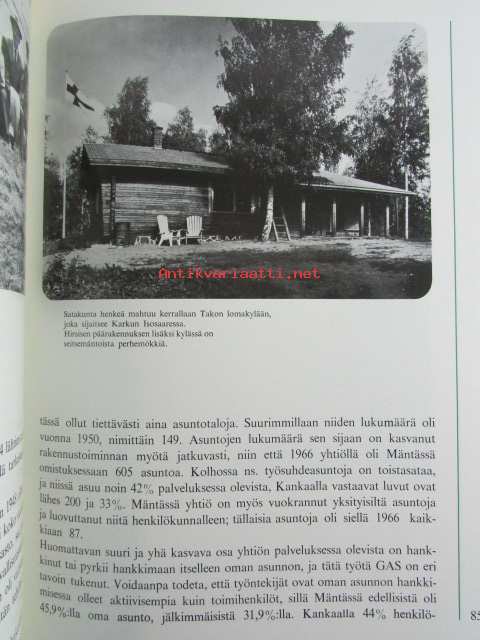 Antikvariaatti.net
Satakunta henkeä mahtuu kerrallaan Takon lomakylään,
joka sijaitsee Karkun Isosaaressa.
Hirsisen päärakennuksen lisäksi kylässä on
seitsemäntoista perhemökkiä.
tässä ollut tiettävästi aina asuntotaloja. Suurimmillaan niiden lukumäärä oli
vuonna 1950, nimittäin 149. Asuntojen lukumäärä sen sijaan on kasvanut
rakennustoiminnan myötä jatkuvasti, niin että 1966 yhtiöllä oli Mäntässä
omistuksessaan 605 asuntoa. Kolhossa ns. työsuhdeasuntoja on toistasataa,
ja niissä asuu noin 42% palveluksessa olevista, Kankaalla vastaavat luvut ovat
lähes 200 ja 33%. Mäntässä yhtiö on myös vuokrannut yksityisiltä asuntoja
ja luovuttanut niitä henkilökunnalleen; tällaisia asuntoja oli siellä 1966 kaik-
kiaan 87.
Huomattavan suuri ja yhä kasvava osa yhtiön palveluksessa olevista on hank-
kinut tai pyrkii hankkimaan itselleen oman asunnon, ja tätä työtä GAS on eri
tavoin tukenut. Voidaanpa todeta, että työntekijät ovat oman asunnon hankki-
misessa olleet aktiivisempia kuin toimihenkilöt, sillä Mäntässä edellisistä oli
45,9%:lla oma asunto, jälkimmäisistä 31,9%:lla. Kankaalla 44% henkilö-
85